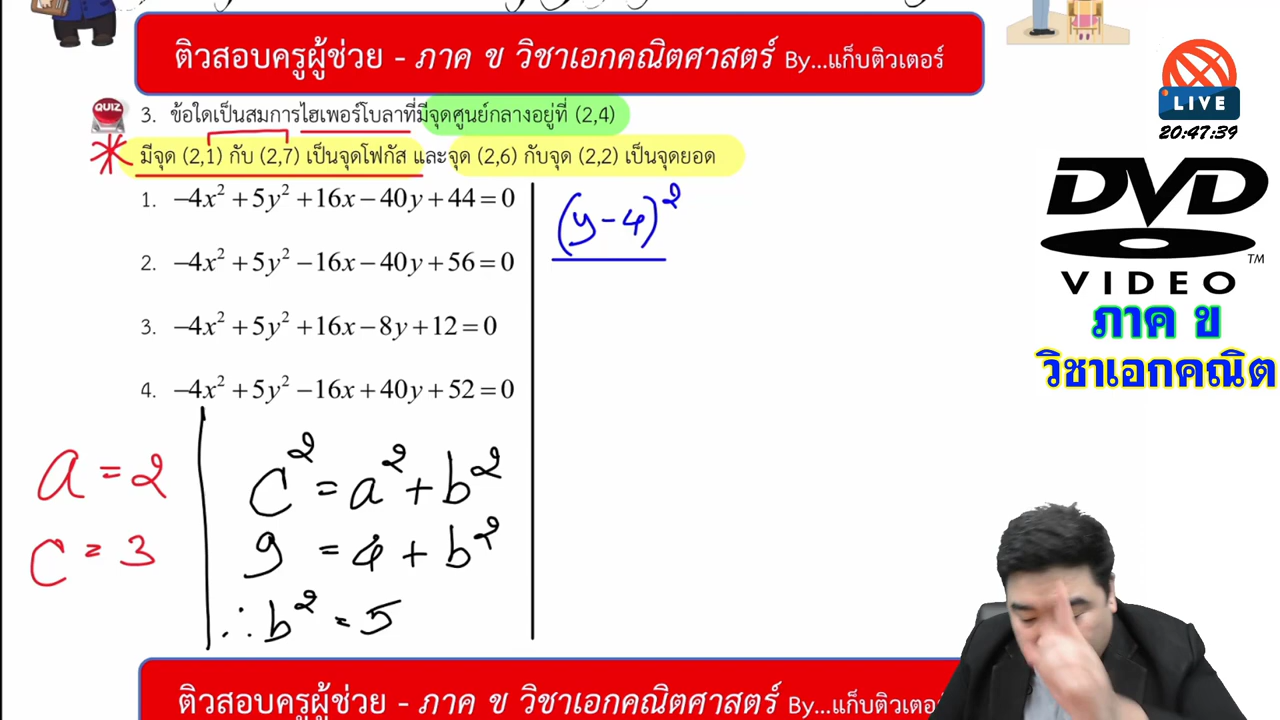 ติวสอบครูผู้ช่วย - ภาค ข วิชาเอกคณิตศาสตร์ By...แก็บติวเตอร์
LIVE
20:47:39
QUIZ
3. ข้อใดเป็นสมการไฮเพอร์โบลาที่มีจุดศูนย์กลางอยู่ที่ (2,4)
มีจุด (2,1) กับ (2,7) เป็นจุดโฟกัส และจุด (2,6) กับจุด (2,2) เป็นจุดยอด
1. −4x² + 5y² + 16x − 40y + 44 = 0
2. −4x² + 5y² − 16x − 40y + 56 = 0
3. −4x² + 5y² + 16x − 8y + 12 = 0
4. −4x² + 5y² − 16x + 40y + 52 = 0
(y − 4)²
a = 2
c = 3
c² = a² + b²
9 = 4 + b²
∴ b² = 5
DVD
VIDEO
TM
ภาค ข
วิชาเอกคณิต
ติวสอบครูผู้ช่วย - ภาค ข วิชาเอกคณิตศาสตร์ By...แก็บติวเตอ